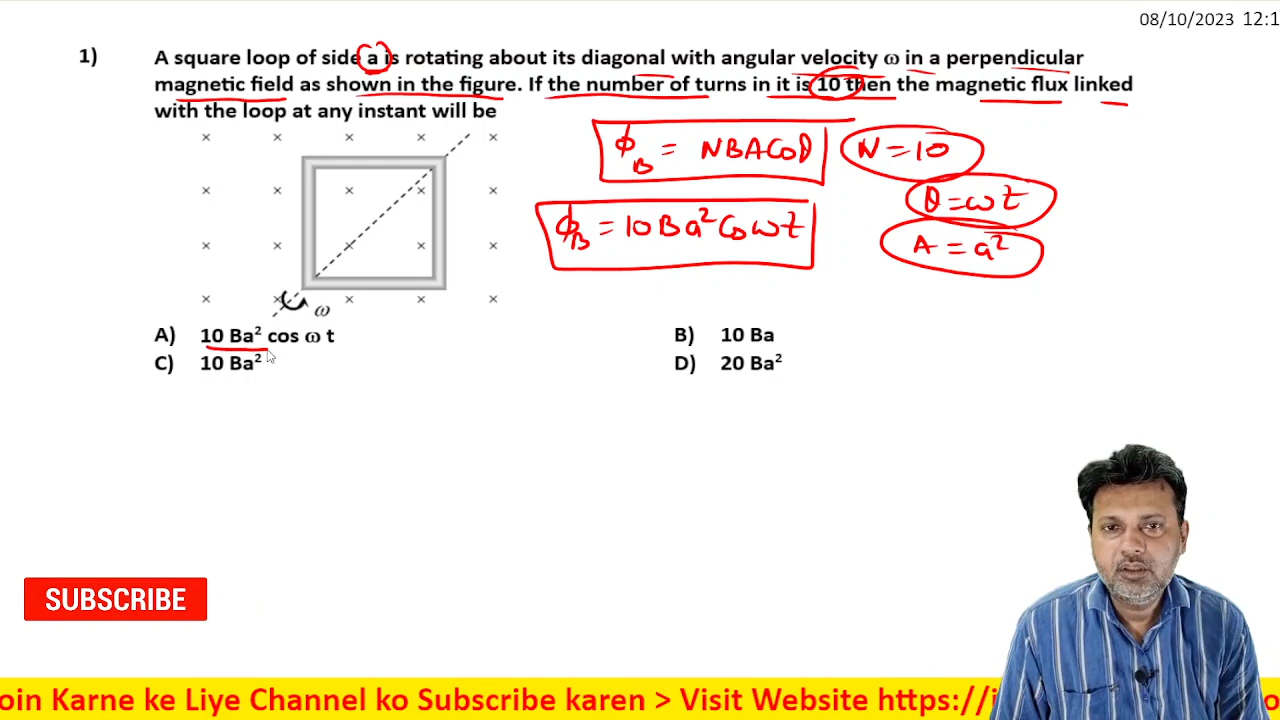 08/10/2023 12:1
1) A square loop of side a is rotating about its diagonal with angular velocity ω in a perpendicular
magnetic field as shown in the figure. If the number of turns in it is 10 then the magnetic flux linked
with the loop at any instant will be
ϕB = NBACosθ
N = 10
θ = ωt
ϕB = 10Ba² Cosωt
A = a²
ω
A) 10 Ba² cos ω t
B) 10 Ba
C) 10 Ba²
D) 20 Ba²
SUBSCRIBE
oin Karne ke Liye Channel ko Subscribe karen > Visit Website https://i